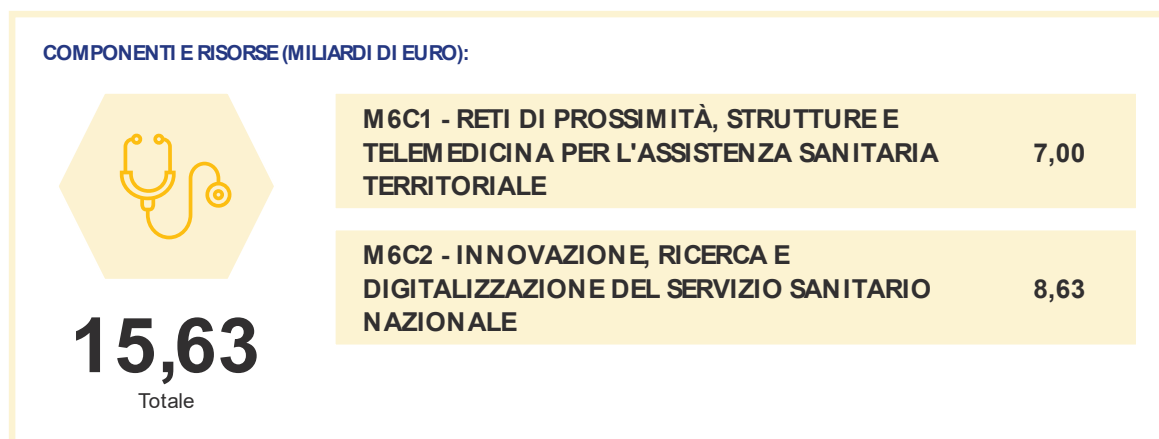 COMPONENTI E RISORSE (MILIARDI DI EURO):
M6C1 - RETI DI PROSSIMITÀ, STRUTTURE E
TELEMEDICINA PER L'ASSISTENZA SANITARIA
TERRITORIALE
7,00
M6C2 - INNOVAZIONE, RICERCA E
DIGITALIZZAZIONE DEL SERVIZIO SANITARIO
NAZIONALE
8,63
15,63
Totale